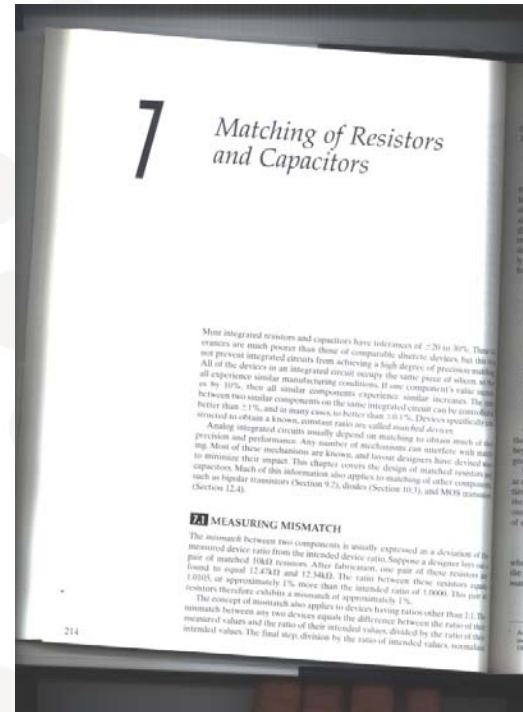 7
Matching of Resistors
and Capacitors
Most integrated resistors and capacitors have tolerances of ±20 to 30%. These
erances are much poorer than those of comparable discrete devices, but this
not prevent integrated circuits from achieving a high degree of precision
All of the devices in an integrated circuit occupy the same piece of silicon, so
all experience similar manufacturing conditions. If one component's value
es by 10%, then all similar components experience similar increases. The
between two similar components on the same integrated circuit can be controlled
better than ±1%, and in many cases, to better than ±0.1%. Devices specifically
structed to obtain a known, constant ratio are called matched devices.
Analog integrated circuits usually depend on matching to obtain much of
precision and performance. Any number of mechanisms can interfere with
ing. Most of these mechanisms are known, and layout designers have devised
to minimize their impact. This chapter covers the design of matched resistors
capacitors. Much of this information also applies to matching of other
such as bipolar transistors (Section 9.2), diodes (Section 10.3), and MOS
(Section 12.4).
7.1 MEASURING MISMATCH
The mismatch between two components is usually expressed as a deviation of
measured device ratio from the intended device ratio. Suppose a designer lays
pair of matched 10kΩ resistors. After fabrication, one pair of these resistors
found to equal 12.47kΩ and 12.34kΩ. The ratio between these resistors equals
1.0105, or approximately 1% more than the intended ratio of 1.0000. This pair
resistors therefore exhibits a mismatch of approximately 1%.
The concept of mismatch also applies to devices having ratios other than 1:1. The
mismatch between any two devices equals the difference between the ratio of their
measured values and the ratio of their intended values, divided by the ratio of their
intended values. The final step, division by the ratio of intended values,
214